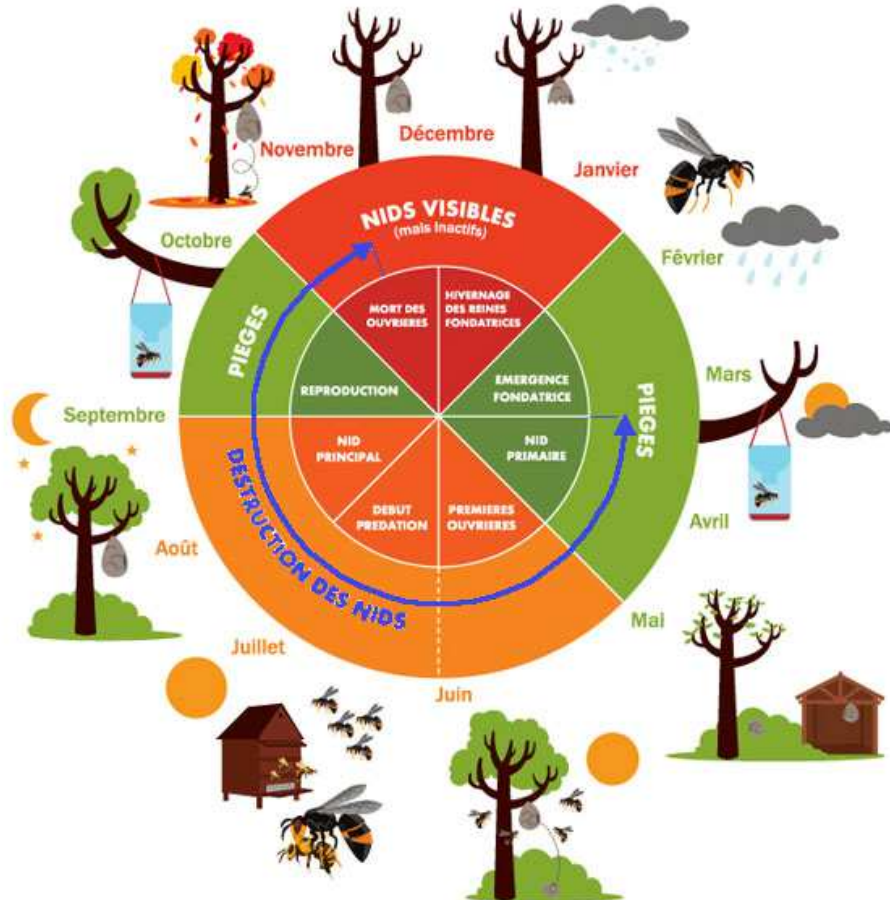 Décembre
Novembre
Janvier
NIDS VISIBLES
(mais Inactifs)
Octobre
Février
MORT DES
OUVRIERES
HIVERNAGE
DES REINES
FONDATRICES
PIEGES
REPRODUCTION
EMERGENCE
FONDATRICE
Mars
PIEGES
Septembre
NID
PRINCIPAL
NID
PRIMAIRE
DEBUT
PREDATION
PREMIERES
OUVRIERES
Avril
DESTRUCTION DES NIDS
Août
Mai
Juillet
Juin